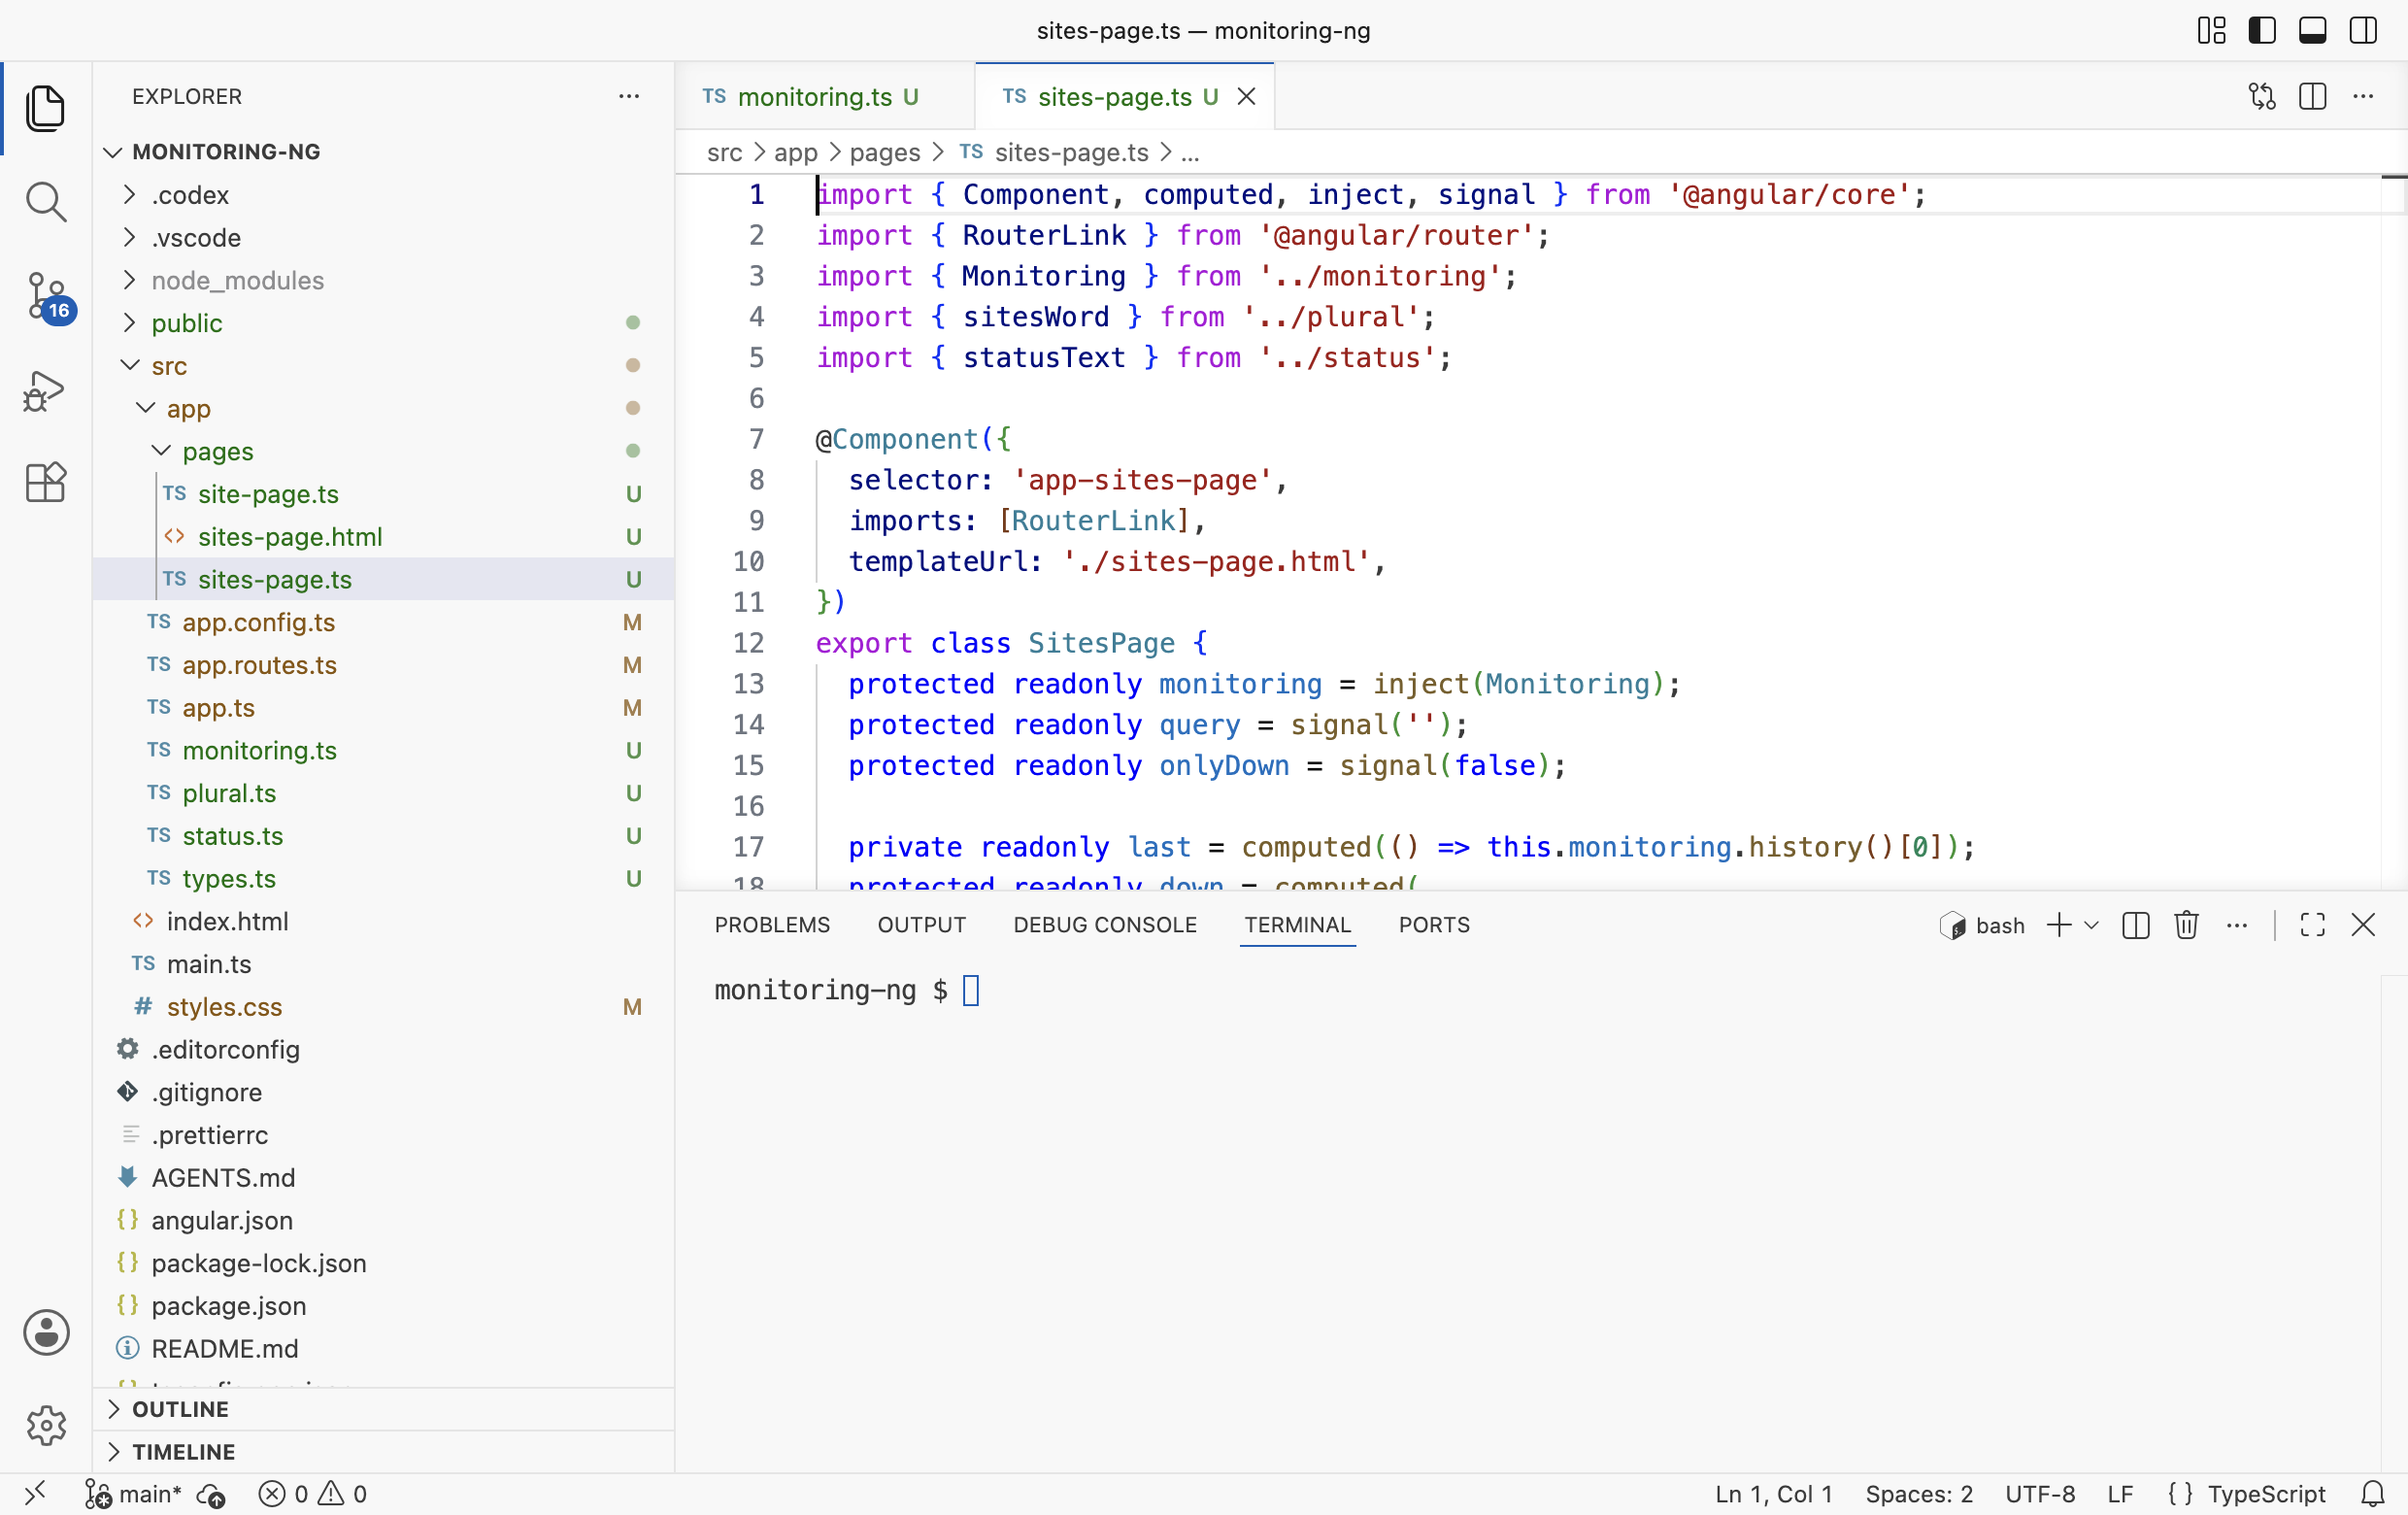 sites-page.ts — monitoring-ng
EXPLORER
MONITORING-NG
.codex
.vscode
node_modules
public
src
app
pages
TS site-page.ts U
<> sites-page.html U
TS sites-page.ts U
TS app.config.ts M
TS app.routes.ts M
TS app.ts M
TS monitoring.ts U
TS plural.ts U
TS status.ts U
TS types.ts U
<> index.html
TS main.ts
# styles.css M
.editorconfig
.gitignore
.prettierrc
AGENTS.md
{} angular.json
{} package-lock.json
{} package.json
README.md
OUTLINE
TIMELINE
16
TS monitoring.ts U
TS sites-page.ts U
src > app > pages > TS sites-page.ts > ...
1 import { Component, computed, inject, signal } from '@angular/core';
2 import { RouterLink } from '@angular/router';
3 import { Monitoring } from '../monitoring';
4 import { sitesWord } from '../plural';
5 import { statusText } from '../status';
6
7 @Component({
8 selector: 'app-sites-page',
9 imports: [RouterLink],
10 templateUrl: './sites-page.html',
11 })
12 export class SitesPage {
13 protected readonly monitoring = inject(Monitoring);
14 protected readonly query = signal('');
15 protected readonly onlyDown = signal(false);
16
17 private readonly last = computed(() => this.monitoring.history()[0]);
18 protected readonly down = computed(
PROBLEMS OUTPUT DEBUG CONSOLE TERMINAL PORTS
bash
monitoring-ng $
main* 0 0
Ln 1, Col 1 Spaces: 2 UTF-8 LF {} TypeScript